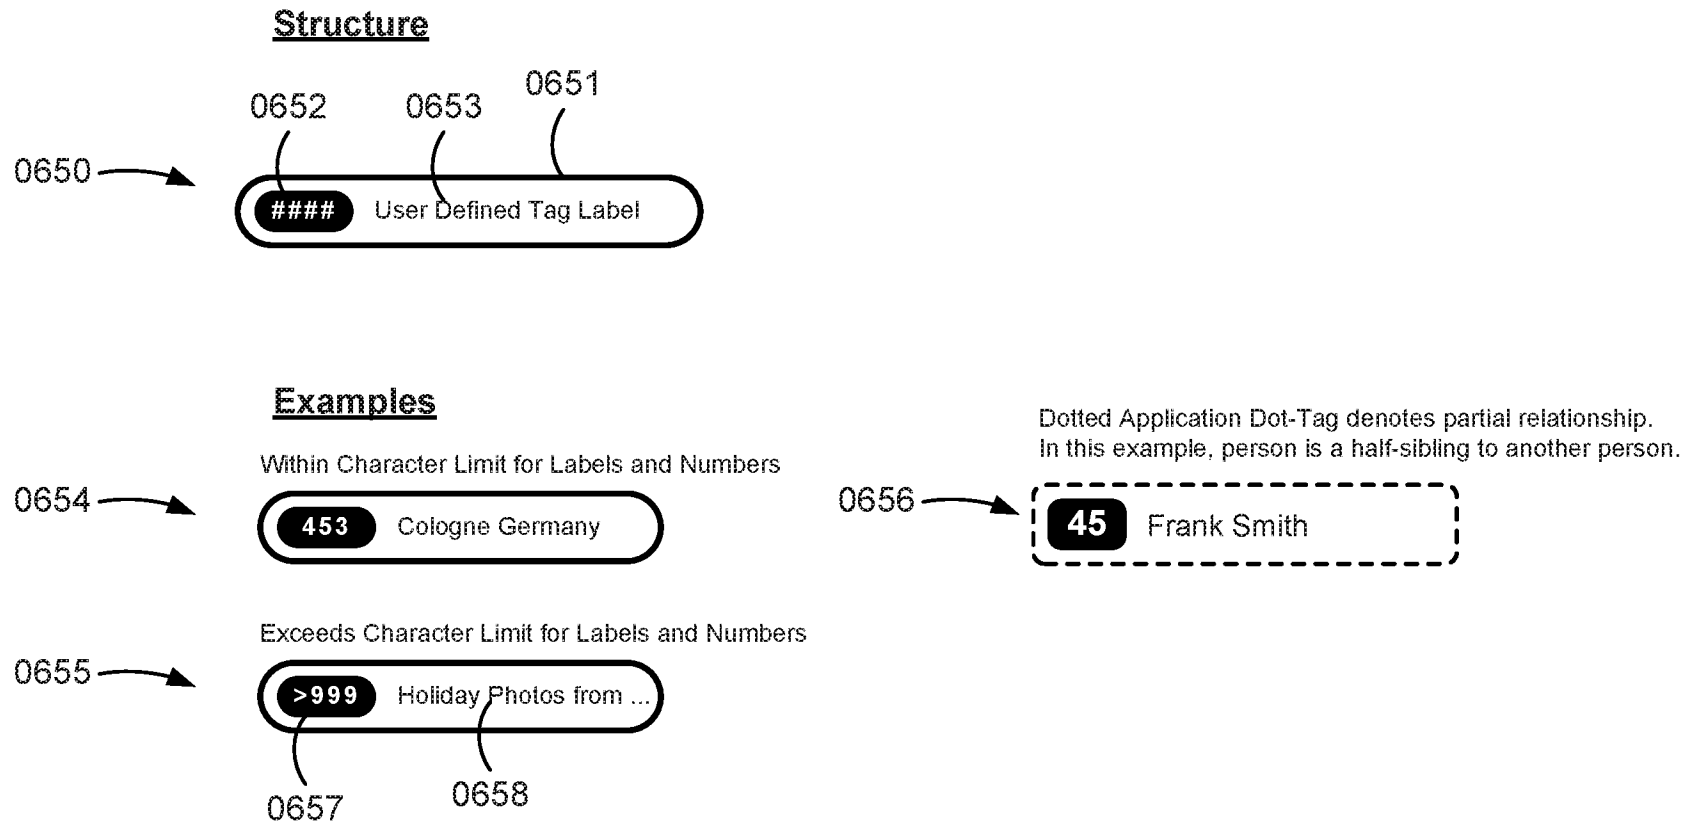 Structure
0652
0653
0651
0650
#### User Defined Tag Label
Examples
Within Character Limit for Labels and Numbers
0654
453 Cologne Germany
Exceeds Character Limit for Labels and Numbers
0655
>999 Holiday Photos from ...
0657
0658
Dotted Application Dot-Tag denotes partial relationship.
In this example, person is a half-sibling to another person.
0656
45 Frank Smith